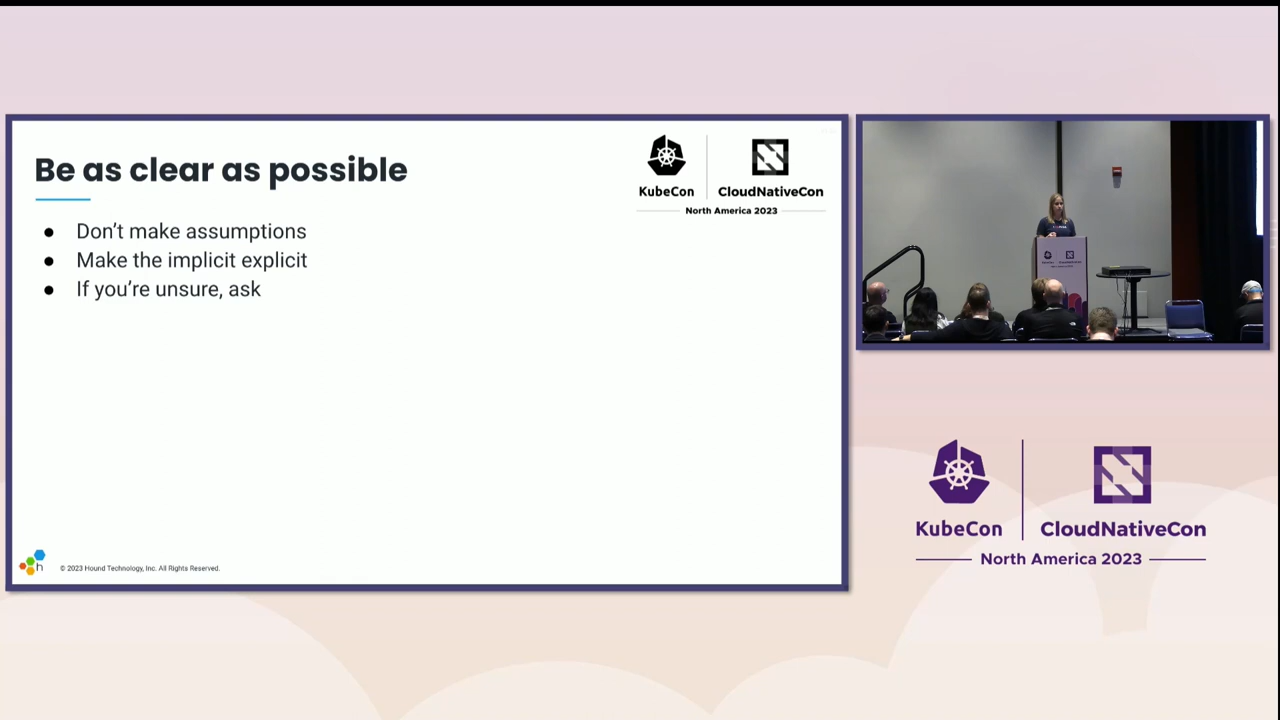 Be as clear as possible
● Don’t make assumptions
● Make the implicit explicit
● If you’re unsure, ask
KubeCon
CloudNativeCon
North America 2023
h
© 2023 Hound Technology, Inc. All Rights Reserved.
KubeCon
CloudNativeCon
North America 2023